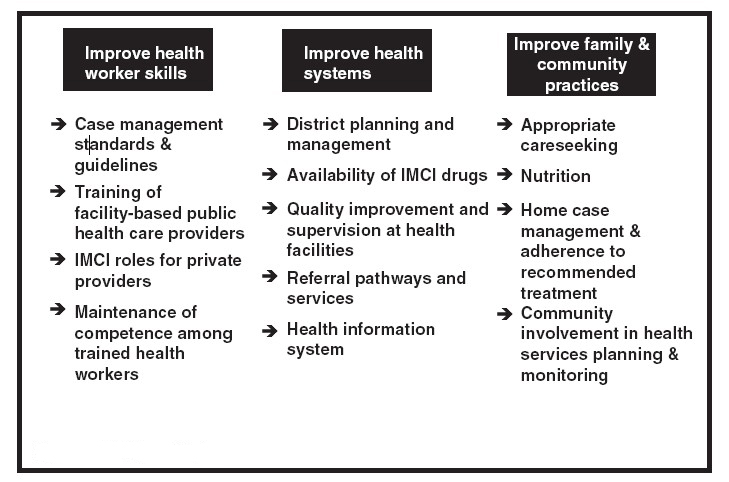 Improve health
worker skills
Case management
standards &
guidelines
Training of
facility-based public
health care providers
IMCI roles for private
providers
Maintenance of
competence among
trained health
workers
Improve health
systems
District planning and
management
Availability of IMCI drugs
Quality improvement and
supervision at health
facilities
Referral pathways and
services
Health information
system
Improve family &
community
practices
Appropriate
careseeking
Nutrition
Home case
management &
adherence to
recommended
treatment
Community
involvement in health
services planning &
monitoring